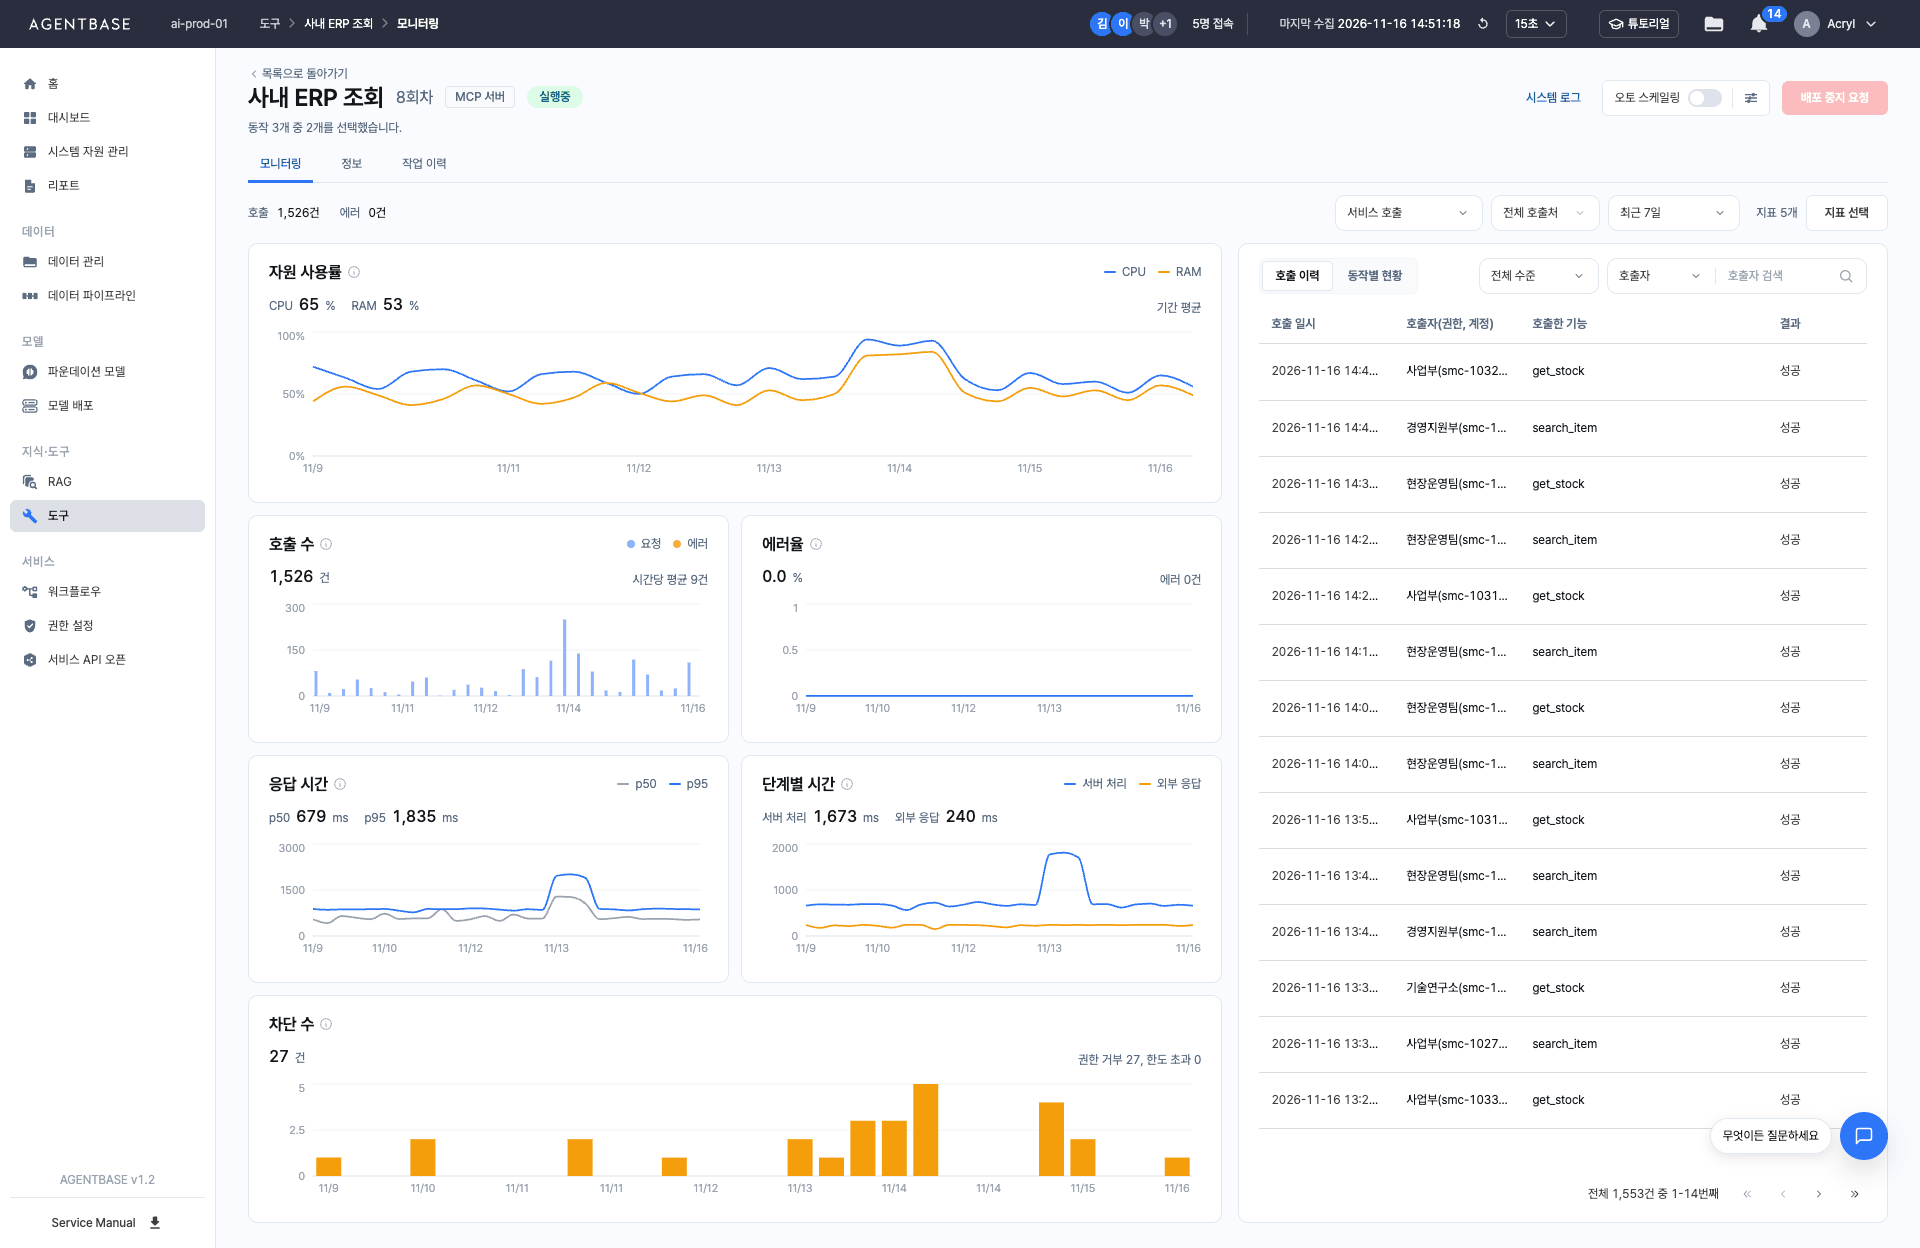 AGENTBASE
ai-prod-01
도구 > 사내 ERP 조회 > 모니터링
김 이 박 +1 5명 접속
마지막 수집 2026-11-16 14:51:18
15초
튜토리얼
14
A Acryl
홈
대시보드
시스템 자원 관리
리포트
데이터
데이터 관리
데이터 파이프라인
모델
파운데이션 모델
모델 배포
지식·도구
RAG
도구
서비스
워크플로우
권한 설정
서비스 API 오픈
AGENTBASE v1.2
Service Manual
목록으로 돌아가기
사내 ERP 조회 8회차 MCP 서버 실행중
동작 3개 중 2개를 선택했습니다.
시스템 로그 오토 스케일링 배포 중지 요청
모니터링 정보 작업 이력
호출 1,526건 에러 0건
서비스 호출 전체 호출처 최근 7일 지표 5개 지표 선택
자원 사용률 CPU RAM
CPU 65 % RAM 53 % 기간 평균
100%
50%
0%
11/9 11/11 11/12 11/13 11/14 11/15 11/16
호출 수 요청 에러
1,526 건 시간당 평균 9건
300
150
0
11/9 11/11 11/12 11/14 11/16
에러율
0.0 % 에러 0건
1
0.5
0
11/9 11/10 11/12 11/13 11/16
응답 시간 p50 p95
p50 679 ms p95 1,835 ms
3000
1500
0
11/9 11/10 11/12 11/13 11/16
단계별 시간 서버 처리 외부 응답
서버 처리 1,673 ms 외부 응답 240 ms
2000
1000
0
11/9 11/10 11/12 11/13 11/16
차단 수
27 건 권한 거부 27, 한도 초과 0
5
2.5
0
11/9 11/10 11/11 11/11 11/12 11/13 11/14 11/14 11/15 11/16
호출 이력 동작별 현황 전체 수준 호출자 호출자 검색
호출 일시 호출자(권한, 계정) 호출한 기능 결과
2026-11-16 14:4... 사업부(smc-1032... get_stock 성공
2026-11-16 14:4... 경영지원부(smc-1... search_item 성공
2026-11-16 14:3... 현장운영팀(smc-1... get_stock 성공
2026-11-16 14:2... 현장운영팀(smc-1... search_item 성공
2026-11-16 14:2... 사업부(smc-1031... get_stock 성공
2026-11-16 14:1... 현장운영팀(smc-1... search_item 성공
2026-11-16 14:0... 현장운영팀(smc-1... get_stock 성공
2026-11-16 14:0... 현장운영팀(smc-1... search_item 성공
2026-11-16 13:5... 사업부(smc-1031... get_stock 성공
2026-11-16 13:4... 현장운영팀(smc-1... search_item 성공
2026-11-16 13:4... 경영지원부(smc-1... search_item 성공
2026-11-16 13:3... 기술연구소(smc-1... get_stock 성공
2026-11-16 13:3... 사업부(smc-1027... search_item 성공
2026-11-16 13:2... 사업부(smc-1033... get_stock 성공
무엇이든 질문하세요
전체 1,553건 중 1-14번째